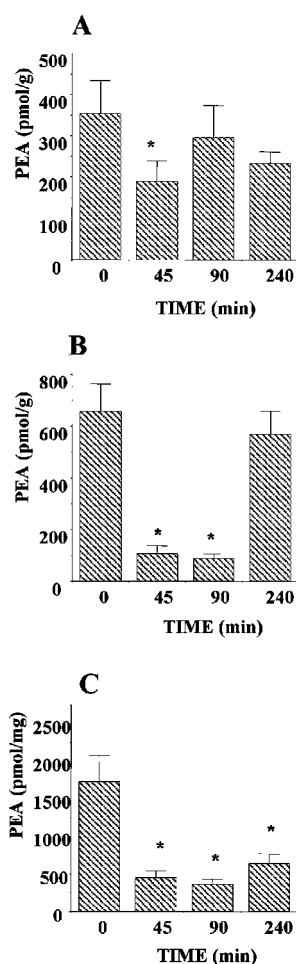 A
PEA (pmol/g)
500
400
300
200
100
0
*
0 45 90 240
TIME (min)
B
PEA (pmol/g)
800
600
400
200
0
* *
0 45 90 240
TIME (min)
C
PEA (pmol/mg)
2500
2000
1500
1000
500
0
* * *
0 45 90 240
TIME (min)